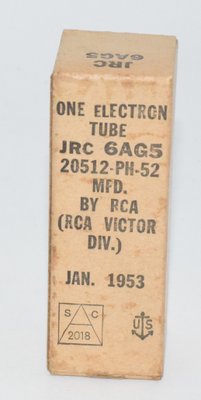 JRC
6AG5
ONE ELECTRON
TUBE
JRC 6AG5
20512-PH-52
MFD.
BY RCA
(RCA VICTOR
DIV.)
JAN. 1953
S C
A
2018
U S